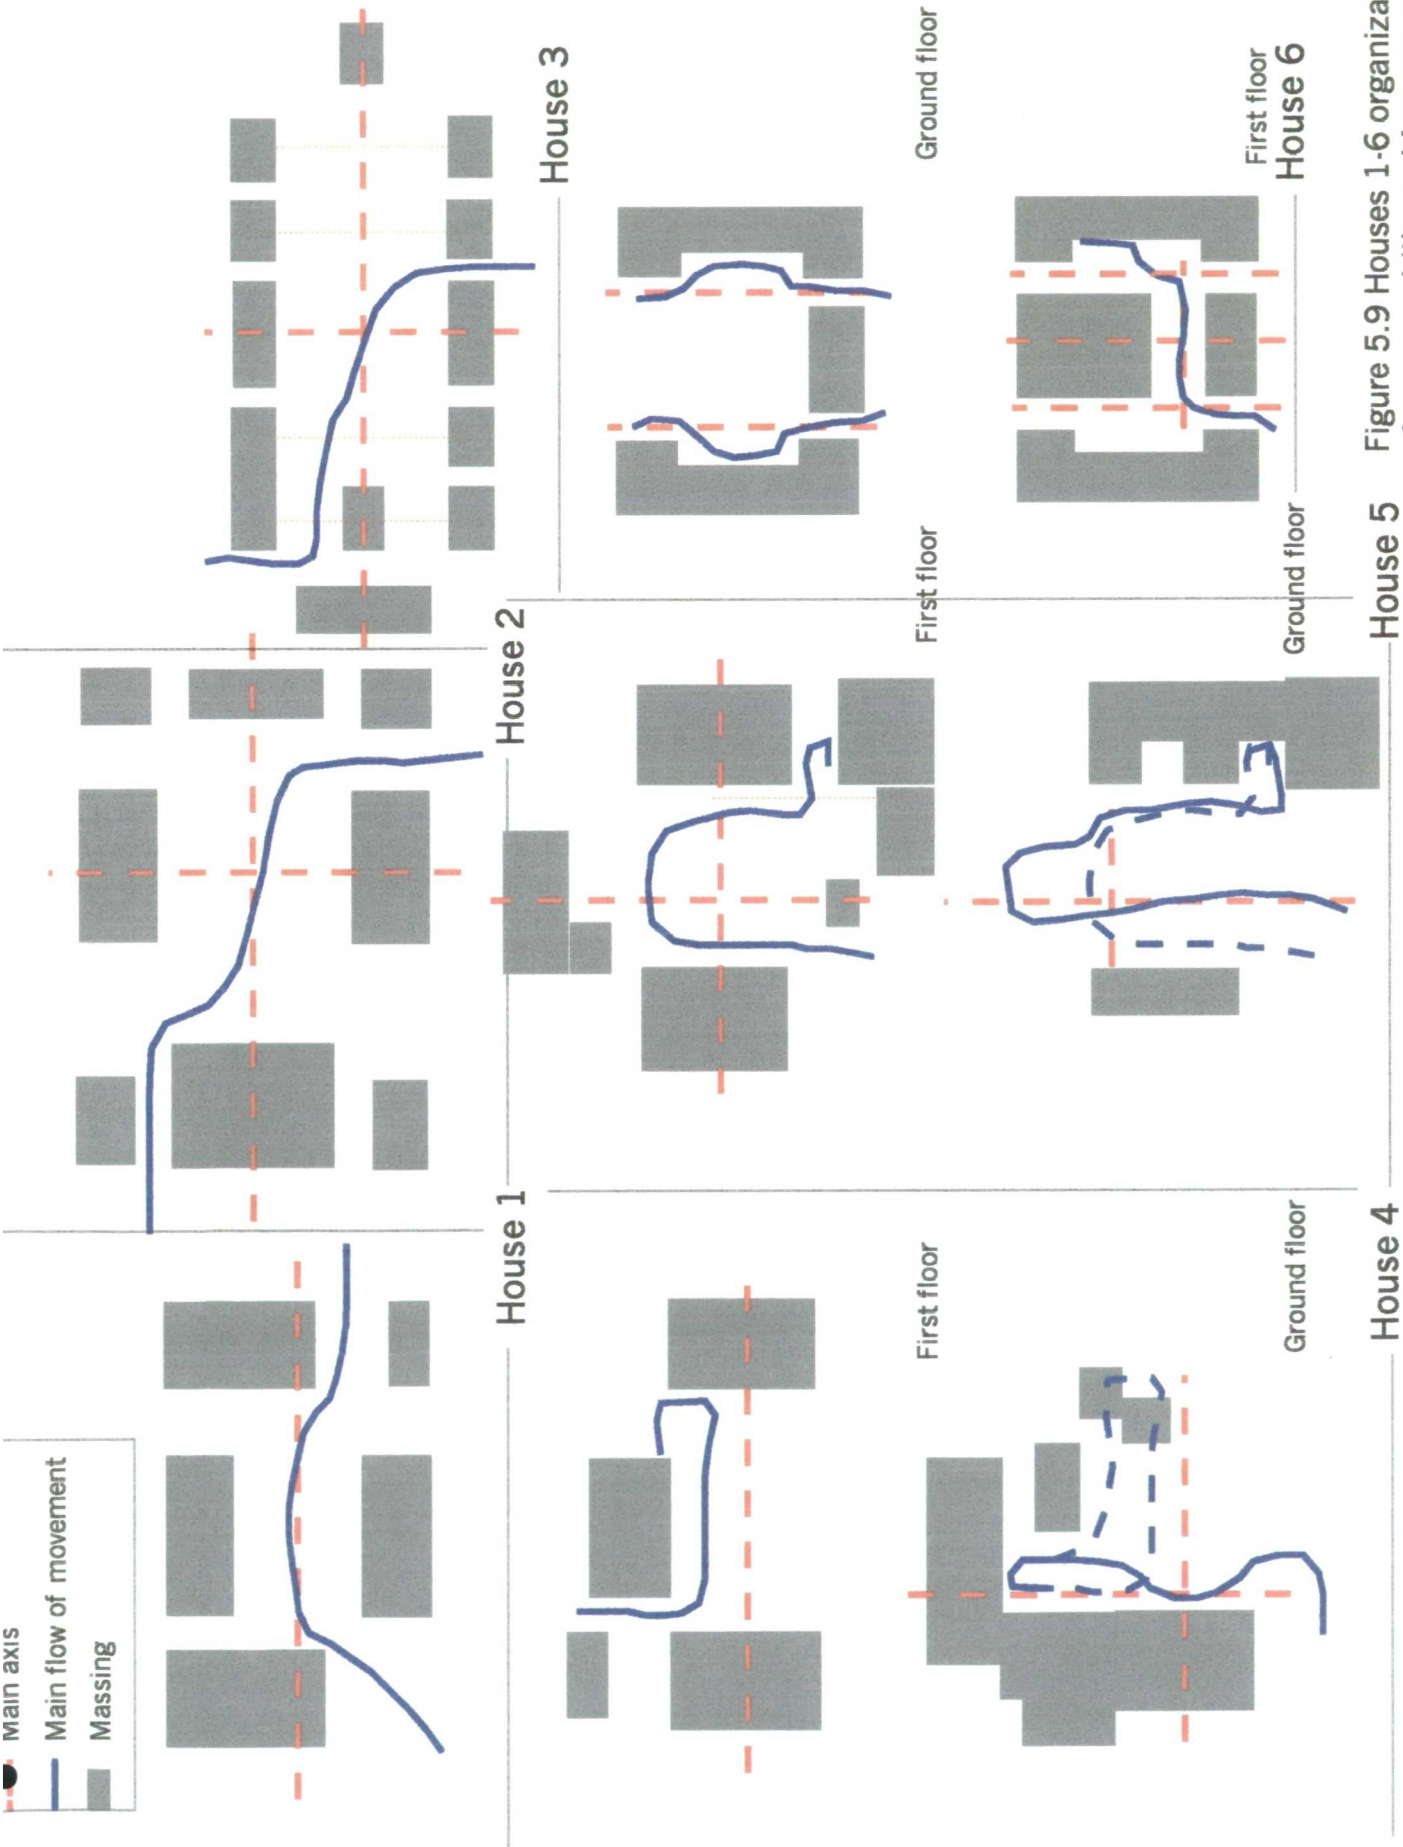 Main axis
Main flow of movement
Massing
House 1
House 2
House 3
First floor
First floor
Ground floor
Ground floor
Ground floor
First floor
House 4
House 5
House 6
Figure 5.9 Houses 1-6 organiza